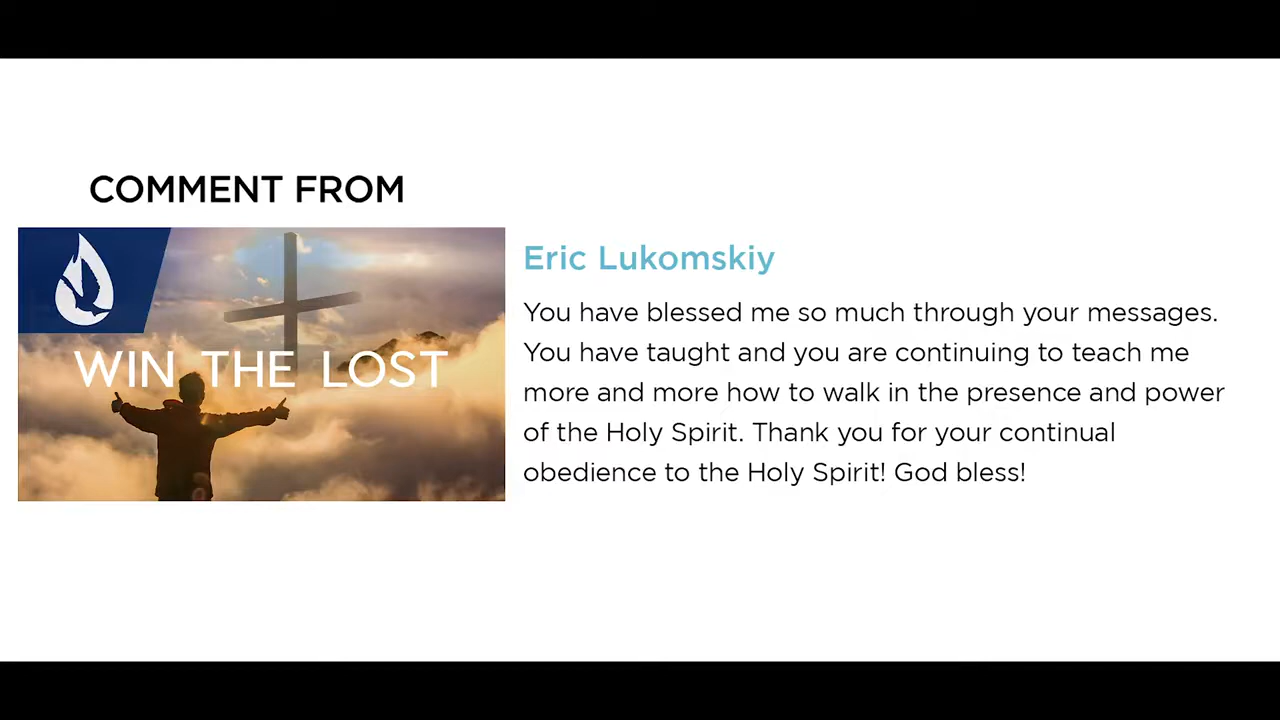 COMMENT FROM
WIN THE LOST
Eric Lukomskiy
You have blessed me so much through your messages.
You have taught and you are continuing to teach me
more and more how to walk in the presence and power
of the Holy Spirit. Thank you for your continual
obedience to the Holy Spirit! God bless!